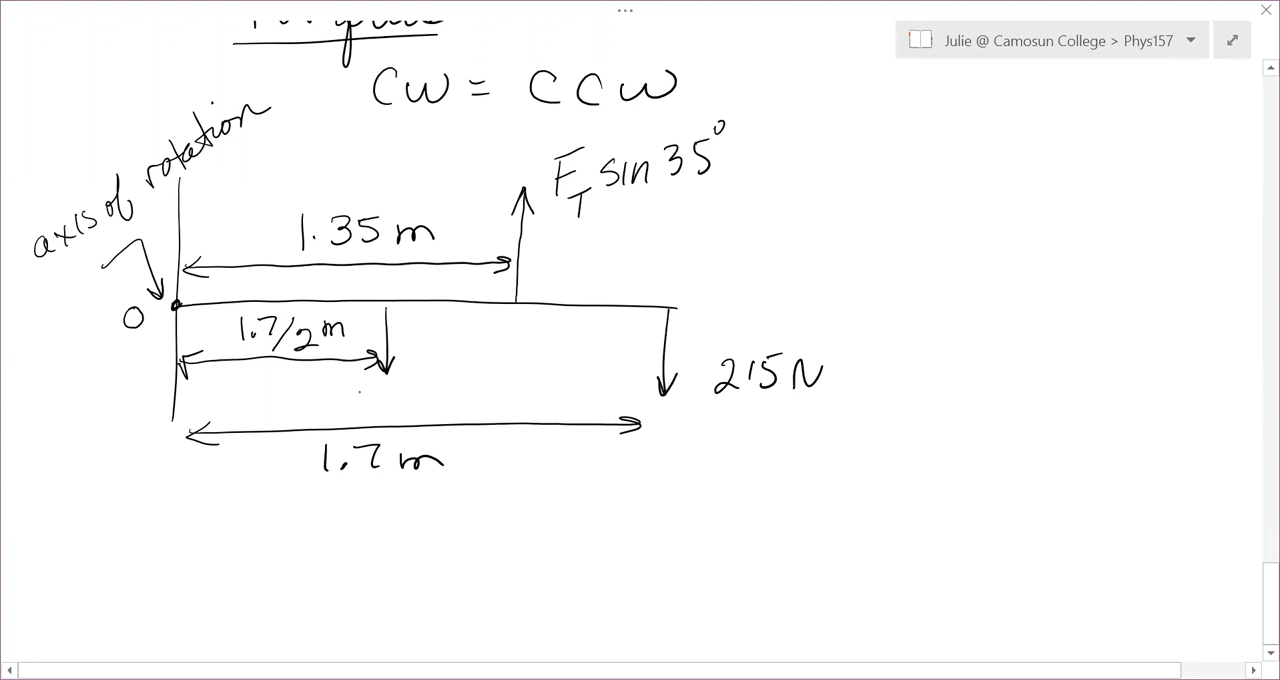 Julie @ Camosun College > Phys157
CW = CCW
axis of rotation
F_T sin 35°
1.35 m
O
1.7/2 m
215 N
1.7 m